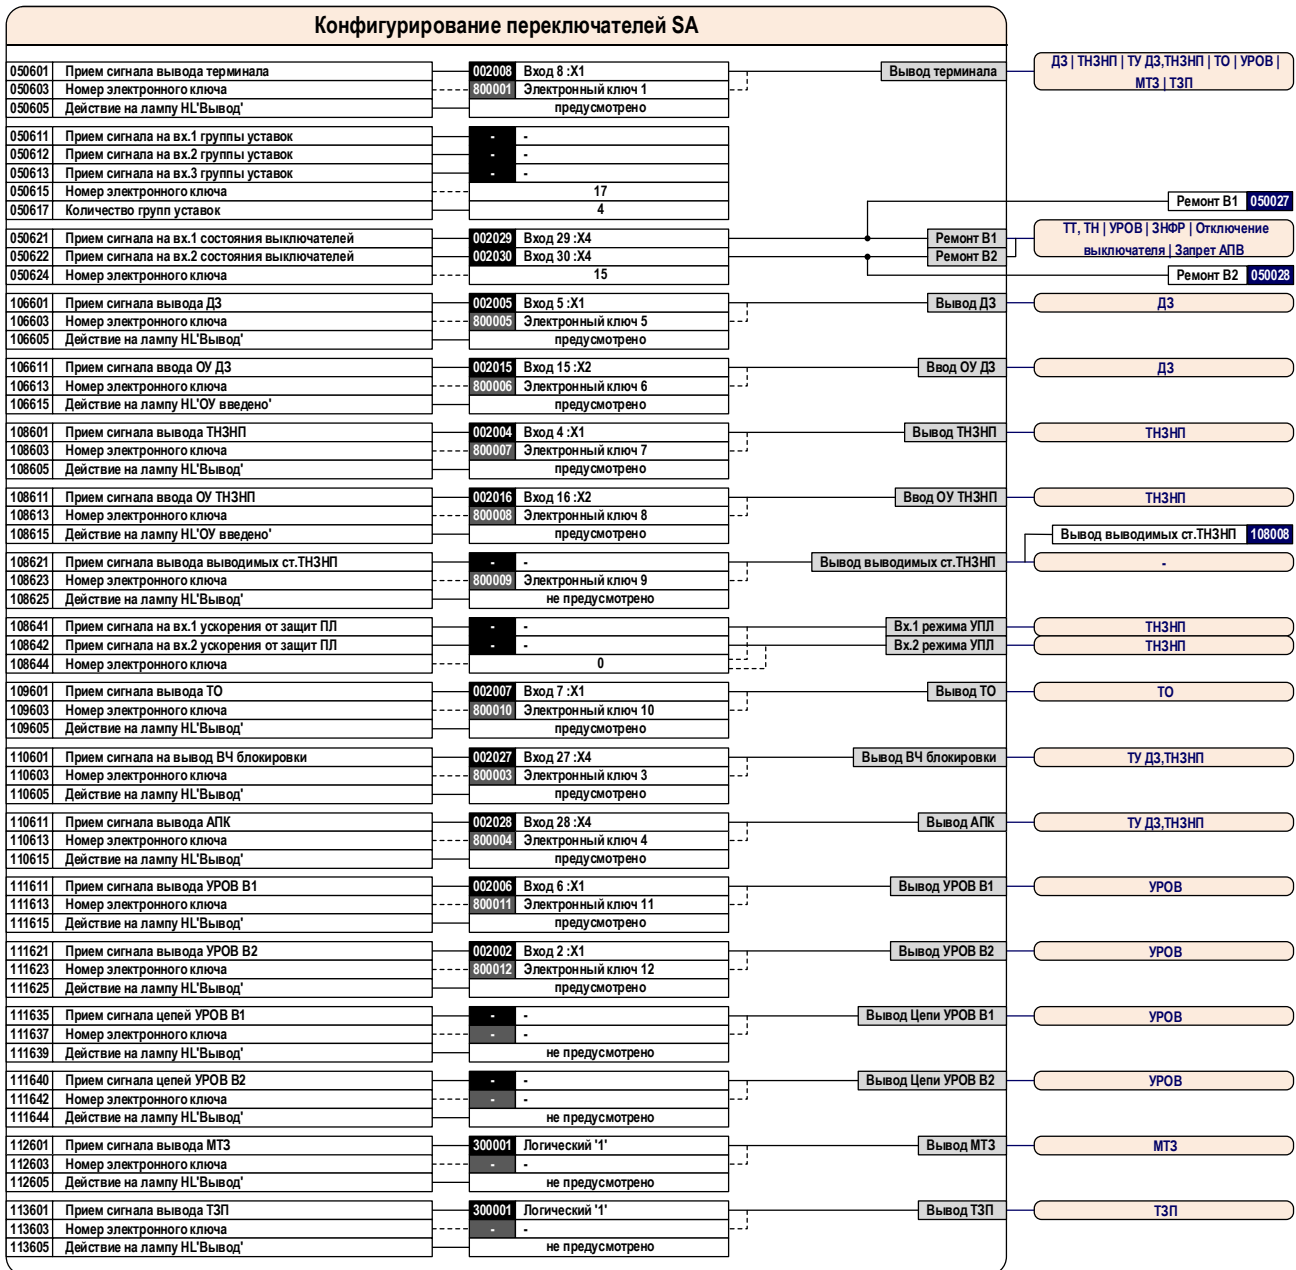 Конфигурирование переключателей SA
050601 Прием сигнала вывода терминала 002008 Вход 8 :X1 Вывод терминала ДЗ | ТНЗНП | ТУ ДЗ,ТНЗНП | ТО | УРОВ |
МТЗ | ТЗП
050603 Номер электронного ключа 800001 Электронный ключ 1
050605 Действие на лампу HL'Вывод' предусмотрено
050611 Прием сигнала на вх.1 группы уставок - -
050612 Прием сигнала на вх.2 группы уставок - -
050613 Прием сигнала на вх.3 группы уставок - -
050615 Номер электронного ключа 17
050617 Количество групп уставок 4
Ремонт В1 050027
050621 Прием сигнала на вх.1 состояния выключателей 002029 Вход 29 :X4 Ремонт В1 ТТ, ТН | УРОВ | ЗНФР | Отключение
выключателя | Запрет АПВ
050622 Прием сигнала на вх.2 состояния выключателей 002030 Вход 30 :X4 Ремонт В2
050624 Номер электронного ключа 15
Ремонт В2 050028
106601 Прием сигнала вывода ДЗ 002005 Вход 5 :X1 Вывод ДЗ ДЗ
106603 Номер электронного ключа 800005 Электронный ключ 5
106605 Действие на лампу HL'Вывод' предусмотрено
106611 Прием сигнала ввода ОУ ДЗ 002015 Вход 15 :X2 Ввод ОУ ДЗ ДЗ
106613 Номер электронного ключа 800006 Электронный ключ 6
106615 Действие на лампу HL'ОУ введено' предусмотрено
108601 Прием сигнала вывода ТНЗНП 002004 Вход 4 :X1 Вывод ТНЗНП ТНЗНП
108603 Номер электронного ключа 800007 Электронный ключ 7
108605 Действие на лампу HL'Вывод' предусмотрено
108611 Прием сигнала ввода ОУ ТНЗНП 002016 Вход 16 :X2 Ввод ОУ ТНЗНП ТНЗНП
108613 Номер электронного ключа 800008 Электронный ключ 8
108615 Действие на лампу HL'ОУ введено' предусмотрено
Вывод выводимых ст.ТНЗНП 108008
108621 Прием сигнала вывода выводимых ст.ТНЗНП - - Вывод выводимых ст.ТНЗНП -
108623 Номер электронного ключа 800009 Электронный ключ 9
108625 Действие на лампу HL'Вывод' не предусмотрено
108641 Прием сигнала на вх.1 ускорения от защит ПЛ - - Вх.1 режима УПЛ ТНЗНП
108642 Прием сигнала на вх.2 ускорения от защит ПЛ - - Вх.2 режима УПЛ ТНЗНП
108644 Номер электронного ключа 0
109601 Прием сигнала вывода ТО 002007 Вход 7 :X1 Вывод ТО ТО
109603 Номер электронного ключа 800010 Электронный ключ 10
109605 Действие на лампу HL'Вывод' предусмотрено
110601 Прием сигнала на вывод ВЧ блокировки 002027 Вход 27 :X4 Вывод ВЧ блокировки ТУ ДЗ,ТНЗНП
110603 Номер электронного ключа 800003 Электронный ключ 3
110605 Действие на лампу HL'Вывод' предусмотрено
110611 Прием сигнала вывода АПК 002028 Вход 28 :X4 Вывод АПК ТУ ДЗ,ТНЗНП
110613 Номер электронного ключа 800004 Электронный ключ 4
110615 Действие на лампу HL'Вывод' предусмотрено
111611 Прием сигнала вывода УРОВ В1 002006 Вход 6 :X1 Вывод УРОВ В1 УРОВ
111613 Номер электронного ключа 800011 Электронный ключ 11
111615 Действие на лампу HL'Вывод' предусмотрено
111621 Прием сигнала вывода УРОВ В2 002002 Вход 2 :X1 Вывод УРОВ В2 УРОВ
111623 Номер электронного ключа 800012 Электронный ключ 12
111625 Действие на лампу HL'Вывод' предусмотрено
111635 Прием сигнала цепей УРОВ В1 - - Вывод Цепи УРОВ В1 УРОВ
111637 Номер электронного ключа - -
111639 Действие на лампу HL'Вывод' не предусмотрено
111640 Прием сигнала цепей УРОВ В2 - - Вывод Цепи УРОВ В2 УРОВ
111642 Номер электронного ключа - -
111644 Действие на лампу HL'Вывод' не предусмотрено
112601 Прием сигнала вывода МТЗ 300001 Логический '1' Вывод МТЗ МТЗ
112603 Номер электронного ключа - -
112605 Действие на лампу HL'Вывод' не предусмотрено
113601 Прием сигнала вывода ТЗП 300001 Логический '1' Вывод ТЗП ТЗП
113603 Номер электронного ключа - -
113605 Действие на лампу HL'Вывод' не предусмотрено